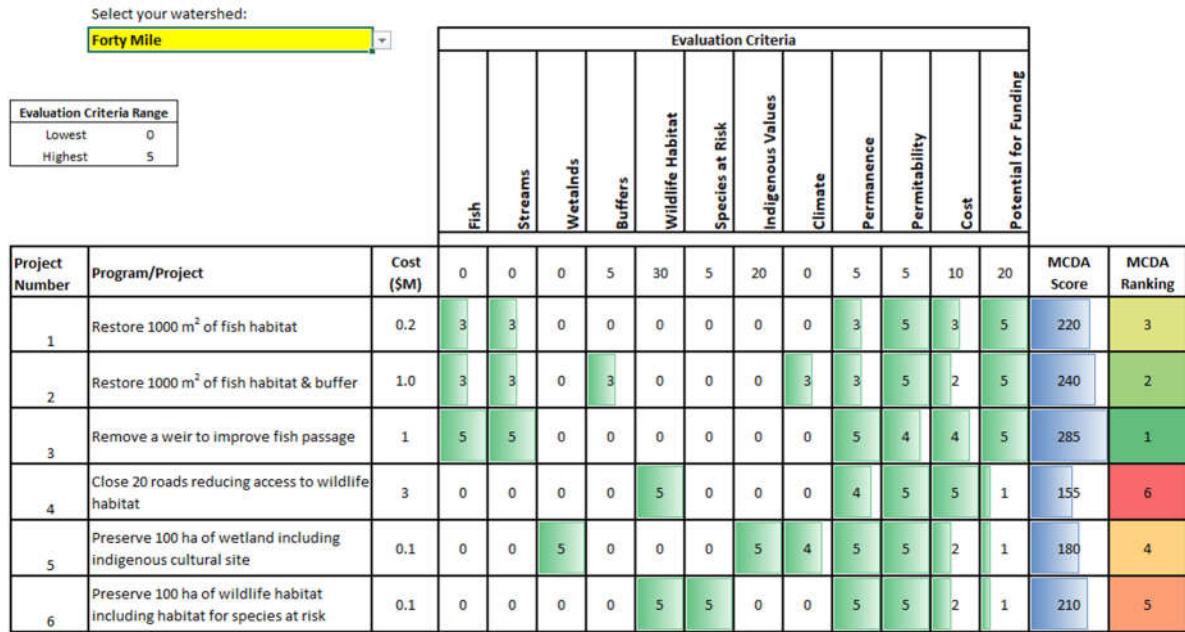 Select your watershed:
Forty Mile
Evaluation Criteria
Evaluation Criteria Range
Lowest 0
Highest 5
Fish
Streams
Wetalnds
Buffers
Wildlife Habitat
Species at Risk
Indigenous Values
Climate
Permanence
Permitability
Cost
Potential for Funding
Project Number Program/Project Cost ($M) 0 0 0 5 30 5 20 0 5 5 10 20 MCDA Score MCDA Ranking
1 Restore 1000 m² of fish habitat 0.2 3 3 0 0 0 0 0 0 3 5 3 5 220 3
2 Restore 1000 m² of fish habitat & buffer 1.0 3 3 0 3 0 0 0 3 3 5 2 5 240 2
3 Remove a weir to improve fish passage 1 5 5 0 0 0 0 0 0 5 4 4 5 285 1
Close 20 roads reducing access to wildlife
4 habitat 3 0 0 0 0 5 0 0 0 4 5 5 1 155 6
Preserve 100 ha of wetland including
5 indigenous cultural site 0.1 0 0 5 0 0 0 5 4 5 5 2 1 180 4
Preserve 100 ha of wildlife habitat
6 including habitat for species at risk 0.1 0 0 0 0 5 5 0 0 5 5 2 1 210 5